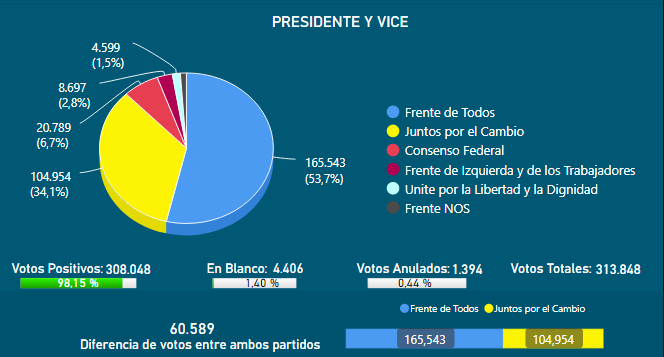 PRESIDENTE Y VICE
4.599
(1,5%)
8.697
(2,8%)
20.789
(6,7%)
104.954
(34,1%)
165.543
(53,7%)
Frente de Todos
Juntos por el Cambio
Consenso Federal
Frente de Izquierda y de los Trabajadores
Unite por la Libertad y la Dignidad
Frente NOS
Votos Positivos: 308.048
98,15 %
En Blanco: 4.406
1,40 %
Votos Anulados: 1.394
0,44 %
Votos Totales: 313.848
Frente de Todos Juntos por el Cambio
60.589
Diferencia de votos entre ambos partidos
165,543 104,954